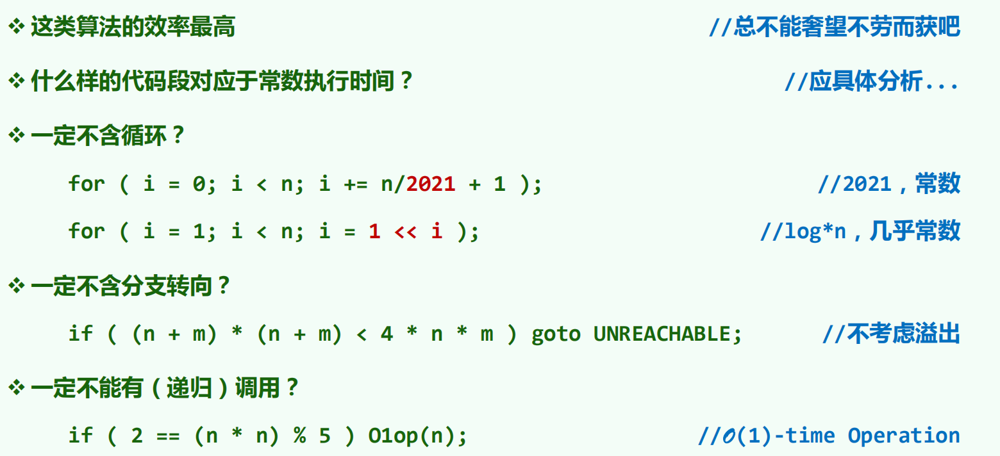 ❖ 这类算法的效率最高 //总不能奢望不劳而获吧
❖ 什么样的代码段对应于常数执行时间？ //应具体分析...
❖ 一定不含循环？
for ( i = 0; i < n; i += n/2021 + 1 ); //2021，常数
for ( i = 1; i < n; i = 1 << i ); //log*n，几乎常数
❖ 一定不含分支转向？
if ( (n + m) * (n + m) < 4 * n * m ) goto UNREACHABLE; //不考虑溢出
❖ 一定不能有（递归）调用？
if ( 2 == (n * n) % 5 ) O1op(n); //𝒪(1)-time Operation